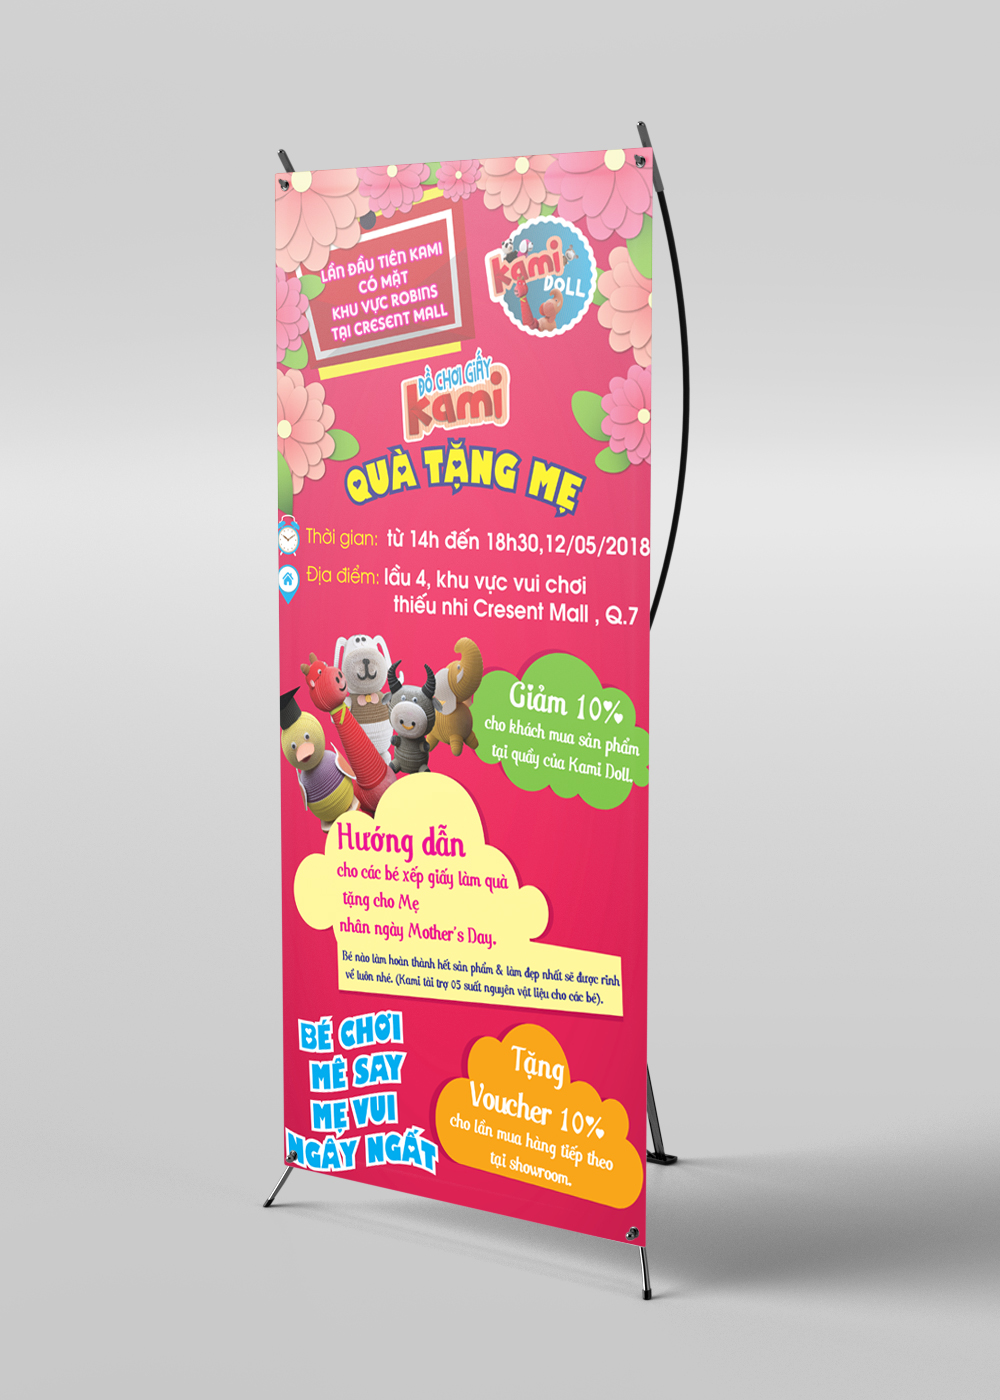 LẦN ĐẦU TIÊN KAMI
CÓ MẶT
KHU VỰC ROBINS
TẠI CRESENT MALL
kami
DOLL
ĐỒ CHƠI GIẤY
kami
QUÀ TẶNG MẸ
Thời gian: từ 14h đến 18h30,12/05/2018
Địa điểm: lầu 4, khu vực vui chơi
thiếu nhi Cresent Mall , Q.7
Giảm 10%
cho khách mua sản phẩm
tại quầy của Kami Doll.
Hướng dẫn
cho các bé xếp giấy làm quà
tặng cho Mẹ
nhân ngày Mother's Day.
Bé nào làm hoàn thành hết sản phẩm & làm đẹp nhất sẽ được rinh
về luôn nhé. (Kami tài trợ 05 suất nguyên vật liệu cho các bé).
BÉ CHƠI
MÊ SAY
MẸ VUI
NGÂY NGẤT
Tặng
Voucher 10%
cho lần mua hàng tiếp theo
tại showroom.